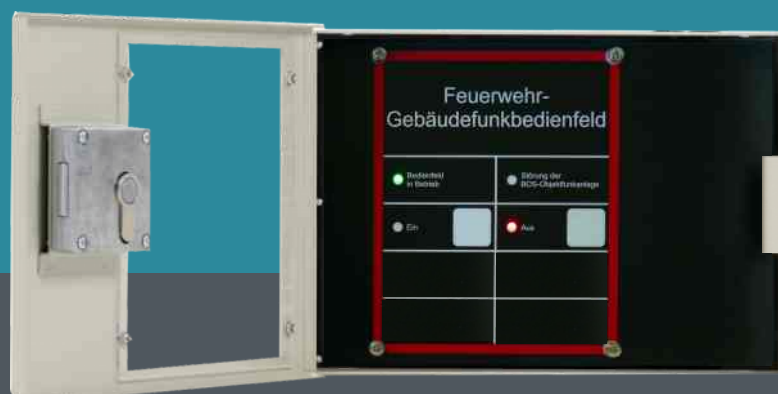 Feuerwehr-
Gebäudefunkbedienfeld
Bedienfeld
in Betrieb
Störung der
BOS-Objektfunkanlage
Ein
Aus